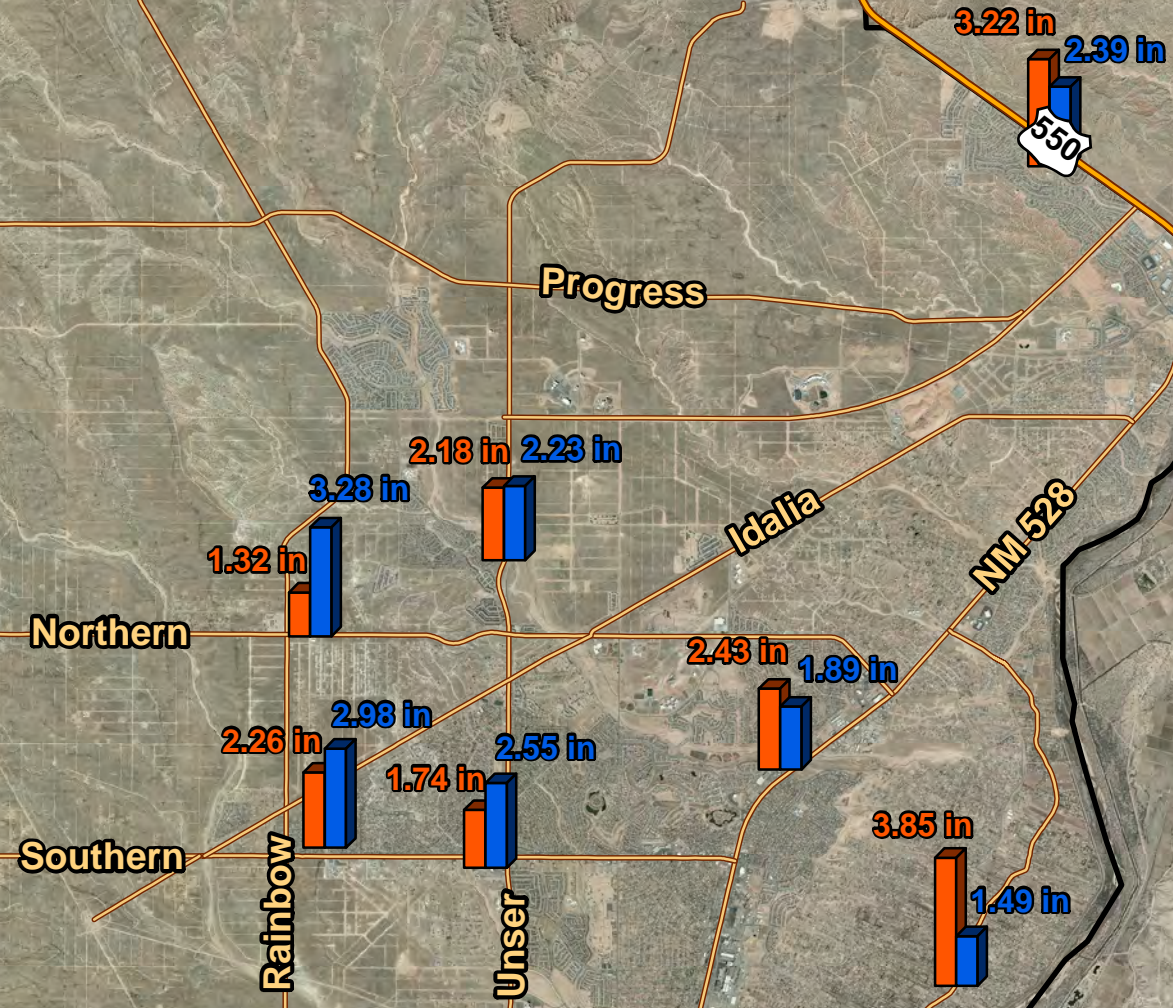 3.22 in
2.39 in
550
Progress
2.18 in
2.23 in
3.28 in
Idalia
NM 528
1.32 in
Northern
2.43 in
1.89 in
2.98 in
2.26 in
2.55 in
1.74 in
3.85 in
Southern
Rainbow
1.49 in
Unser